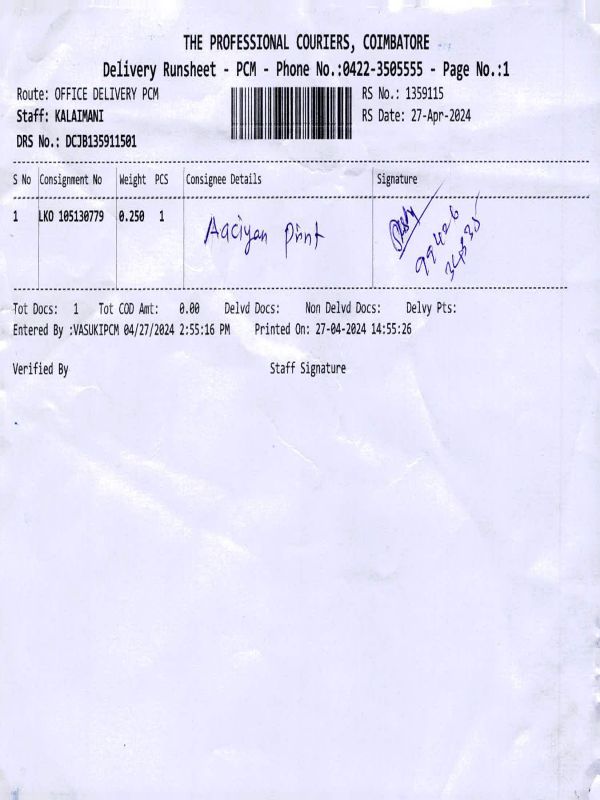 THE PROFESSIONAL COURIERS, COIMBATORE
Delivery Runsheet - PCM - Phone No.:0422-3505555 - Page No.:1
Route: OFFICE DELIVERY PCM RS No.: 1359115
Staff: KALAIMANI RS Date: 27-Apr-2024
DRS No.: DCJB135911501
S No Consignment No Weight PCS Consignee Details Signature
1 LKO 105130779 0.250 1 Aaciyan Print
99426
34835
Tot Docs: 1 Tot COD Amt: 0.00 Delvd Docs: Non Delvd Docs: Delvy Pts:
Entered By :VASUKIPCM 04/27/2024 2:55:16 PM Printed On: 27-04-2024 14:55:26
Verified By Staff Signature